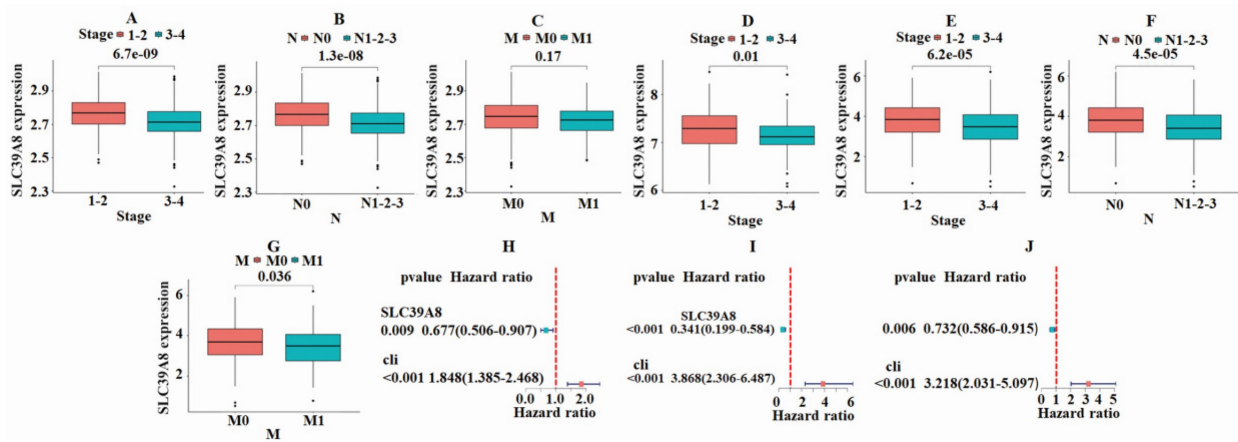 A
Stage 1-2 3-4
6.7e-09
SLC39A8 expression
2.9
2.7
2.5
2.3
1-2 3-4
Stage
B
N N0 N1-2-3
1.3e-08
SLC39A8 expression
2.9
2.7
2.5
2.3
N0 N1-2-3
N
C
M M0 M1
0.17
SLC39A8 expression
2.9
2.7
2.5
2.3
M0 M1
M
D
Stage 1-2 3-4
0.01
SLC39A8 expression
8
7
6
1-2 3-4
Stage
E
Stage 1-2 3-4
6.2e-05
SLC39A8 expression
6
4
2
1-2 3-4
Stage
F
N N0 N1-2-3
4.5e-05
SLC39A8 expression
6
4
2
N0 N1-2-3
N
G
M M0 M1
0.036
SLC39A8 expression
6
4
2
M0 M1
M
H
pvalue Hazard ratio
SLC39A8
0.009 0.677(0.506-0.907)
cli
<0.001 1.848(1.385-2.468)
0.0 1.0 2.0
Hazard ratio
I
pvalue Hazard ratio
SLC39A8
<0.001 0.341(0.199-0.584)
cli
<0.001 3.868(2.306-6.487)
0 2 4 6
Hazard ratio
J
pvalue Hazard ratio
0.006 0.732(0.586-0.915)
cli
<0.001 3.218(2.031-5.097)
0 1 2 3 4 5
Hazard ratio